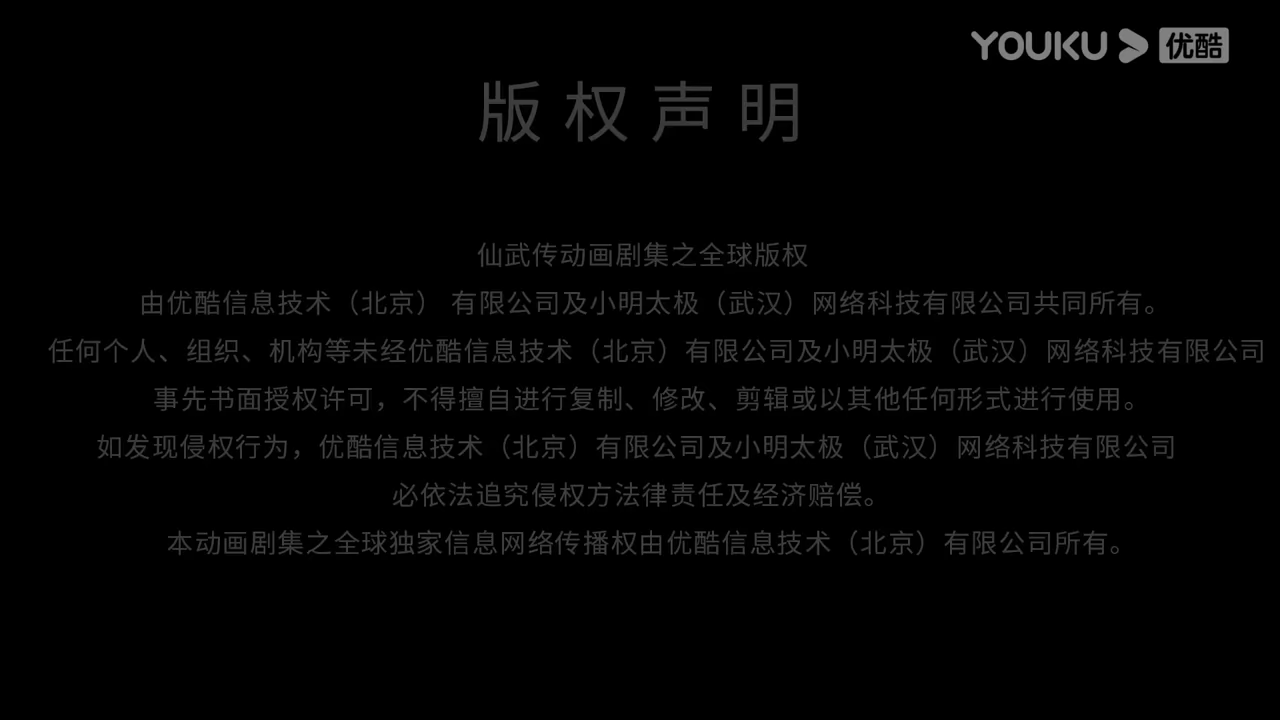 YOUKU 优酷
版权声明
仙武传动画剧集之全球版权
由优酷信息技术（北京） 有限公司及小明太极（武汉）网络科技有限公司共同所有。
任何个人、组织、机构等未经优酷信息技术（北京）有限公司及小明太极（武汉）网络科技有限公司
事先书面授权许可，不得擅自进行复制、修改、剪辑或以其他任何形式进行使用。
如发现侵权行为，优酷信息技术（北京）有限公司及小明太极（武汉）网络科技有限公司
必依法追究侵权方法律责任及经济赔偿。
本动画剧集之全球独家信息网络传播权由优酷信息技术（北京）有限公司所有。